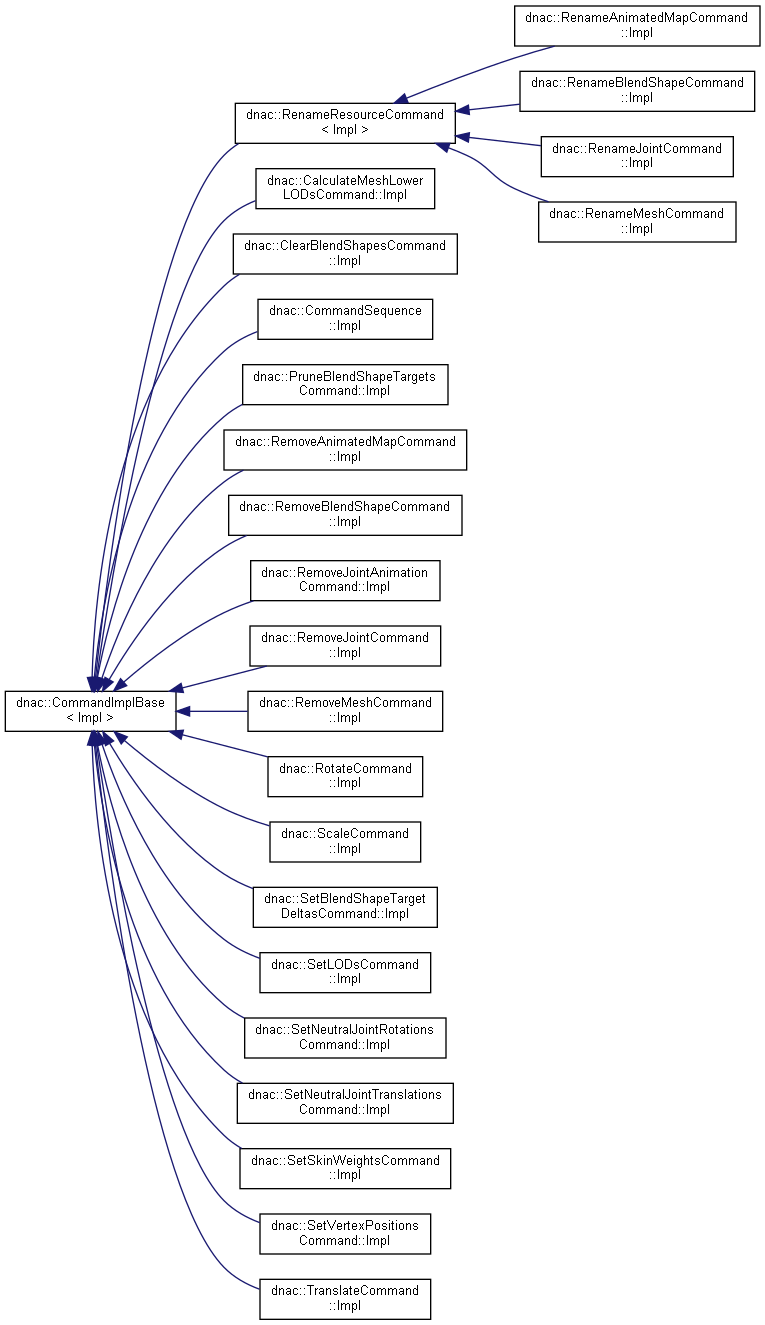 dnac::RenameAnimatedMapCommand
::Impl
dnac::RenameBlendShapeCommand
::Impl
dnac::RenameResourceCommand
< Impl >
dnac::RenameJointCommand
::Impl
dnac::CalculateMeshLower
LODsCommand::Impl
dnac::RenameMeshCommand
::Impl
dnac::ClearBlendShapesCommand
::Impl
dnac::CommandSequence
::Impl
dnac::PruneBlendShapeTargets
Command::Impl
dnac::RemoveAnimatedMapCommand
::Impl
dnac::RemoveBlendShapeCommand
::Impl
dnac::RemoveJointAnimation
Command::Impl
dnac::RemoveJointCommand
::Impl
dnac::CommandImplBase
< Impl >
dnac::RemoveMeshCommand
::Impl
dnac::RotateCommand
::Impl
dnac::ScaleCommand
::Impl
dnac::SetBlendShapeTarget
DeltasCommand::Impl
dnac::SetLODsCommand
::Impl
dnac::SetNeutralJointRotations
Command::Impl
dnac::SetNeutralJointTranslations
Command::Impl
dnac::SetSkinWeightsCommand
::Impl
dnac::SetVertexPositions
Command::Impl
dnac::TranslateCommand
::Impl